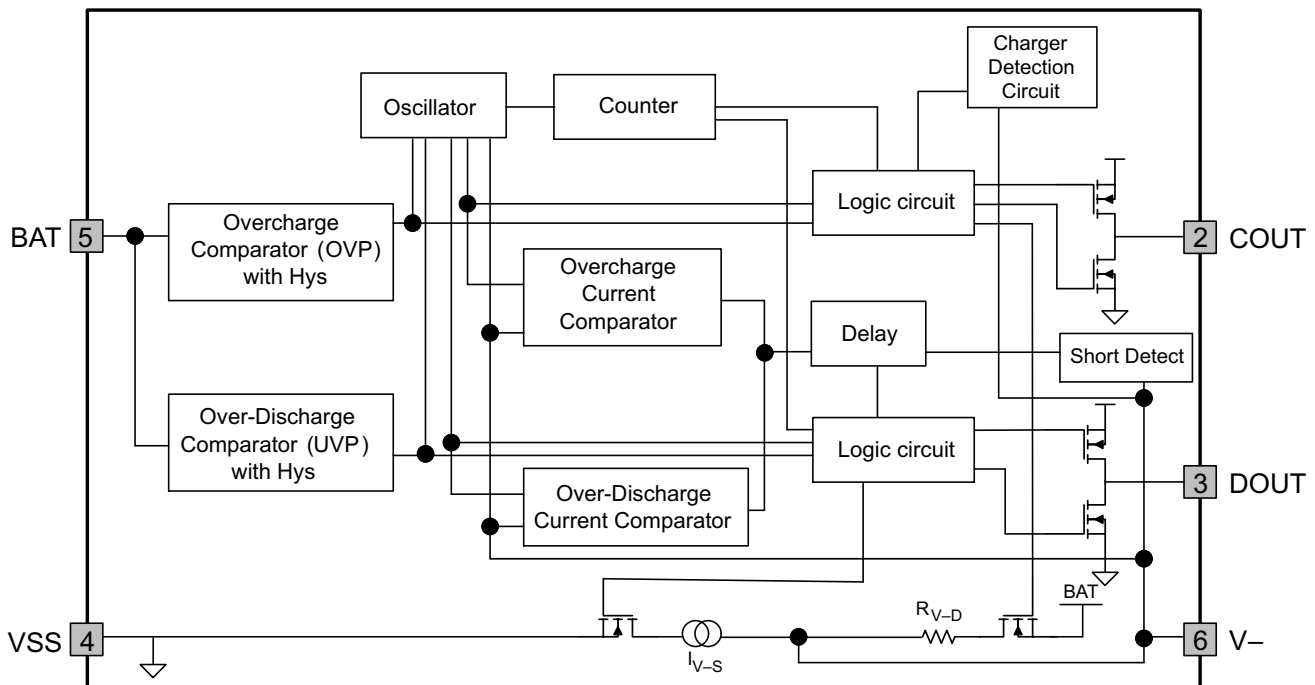 Charger
Detection
Circuit
Oscillator
Counter
Logic circuit
BAT
5
Overcharge
Comparator (OVP)
with Hys
2
COUT
Overcharge
Current
Comparator
Delay
Short Detect
Over-Discharge
Comparator (UVP)
with Hys
Logic circuit
3
DOUT
Over-Discharge
Current Comparator
BAT
VSS
4
I V–S
R V–D
6
V–